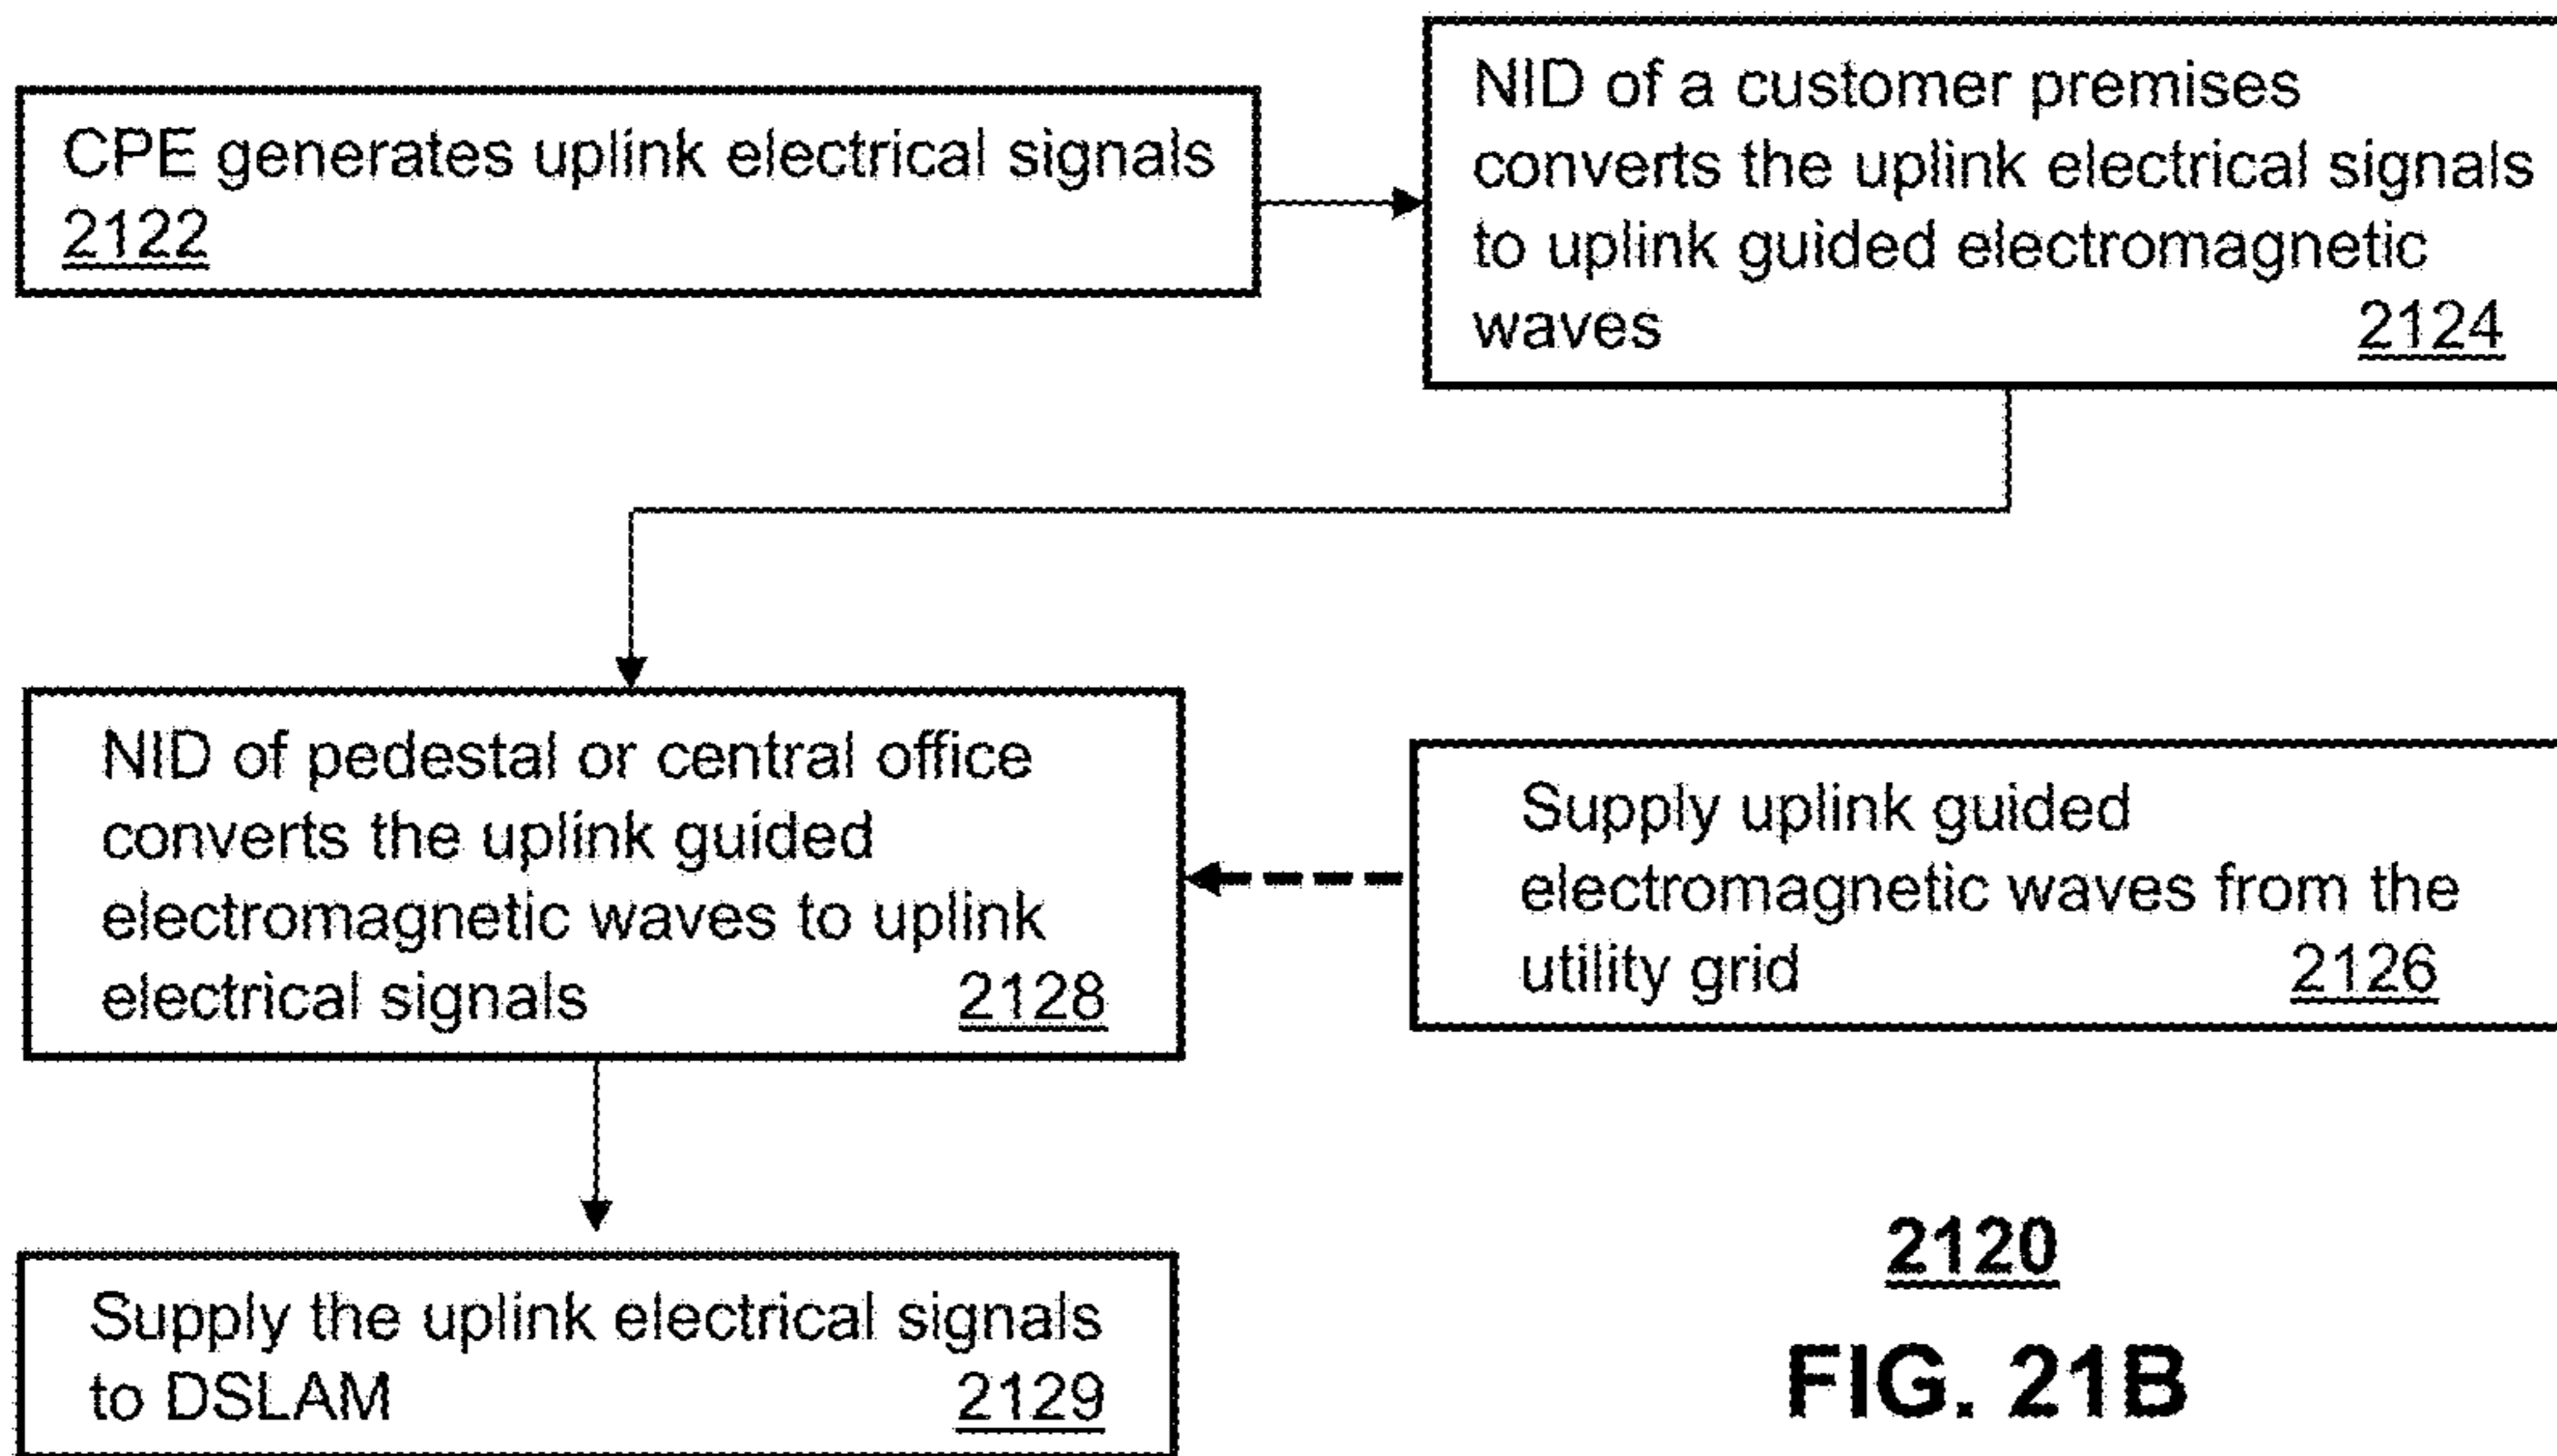 CPE generates uplink electrical signals
2122
NID of a customer premises
converts the uplink electrical signals
to uplink guided electromagnetic
waves 2124
NID of pedestal or central office
converts the uplink guided
electromagnetic waves to uplink
electrical signals 2128
Supply uplink guided
electromagnetic waves from the
utility grid 2126
Supply the uplink electrical signals
to DSLAM 2129
2120
FIG. 21B